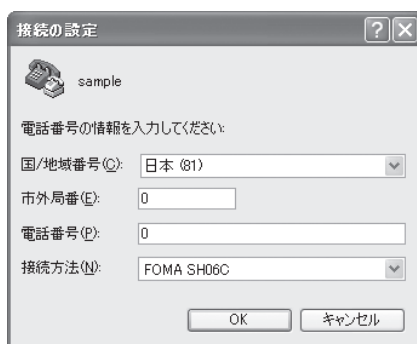 接続の設定
sample
電話番号の情報を入力してください:
国/地域番号(C): 日本 (81)
市外局番(E): 0
電話番号(P): 0
接続方法(N): FOMA SH06C
OK キャンセル